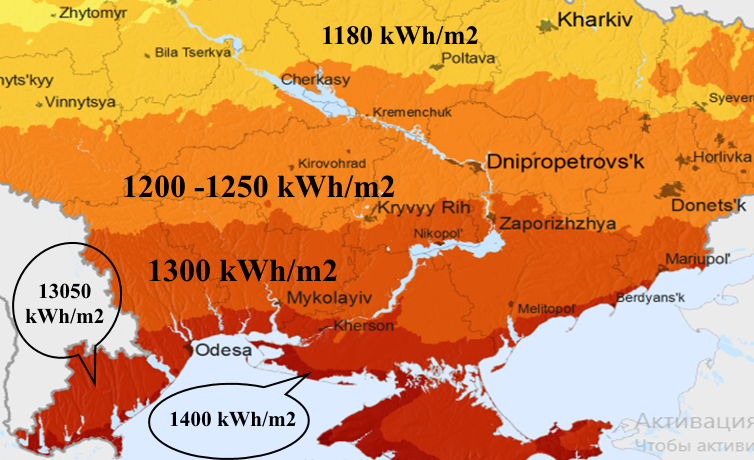 Zhytomyr
1180 kWh/m2
Kharkiv
Bila Tserkva
Poltava
nyts'kyy
Cherkasy
Vinnytsya
Kremenchuk
Syever
Kirovohrad
Dnipropetrovs'k
Horlivka
1200 -1250 kWh/m2
Donets'k
Kryvyy Rih
Zaporizhzhya
Nikopol'
1300 kWh/m2
Mariupol'
13050
kWh/m2
Mykolayiv
Berdyans'k
Melitopol'
Kherson
Odesa
1400 kWh/m2
Активация
Чтобы активи